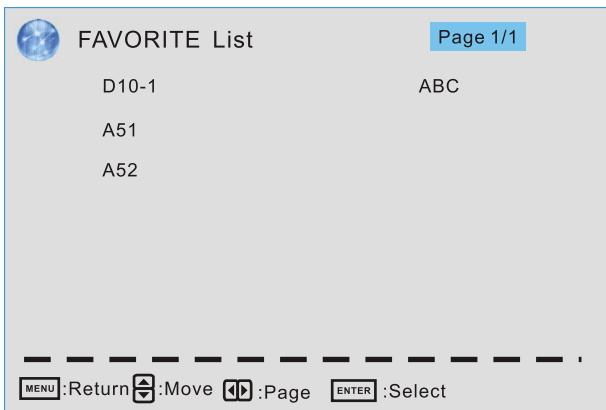 FAVORITE List Page 1/1
D10-1 ABC
A51
A52
MENU :Return :Move :Page ENTER :Select